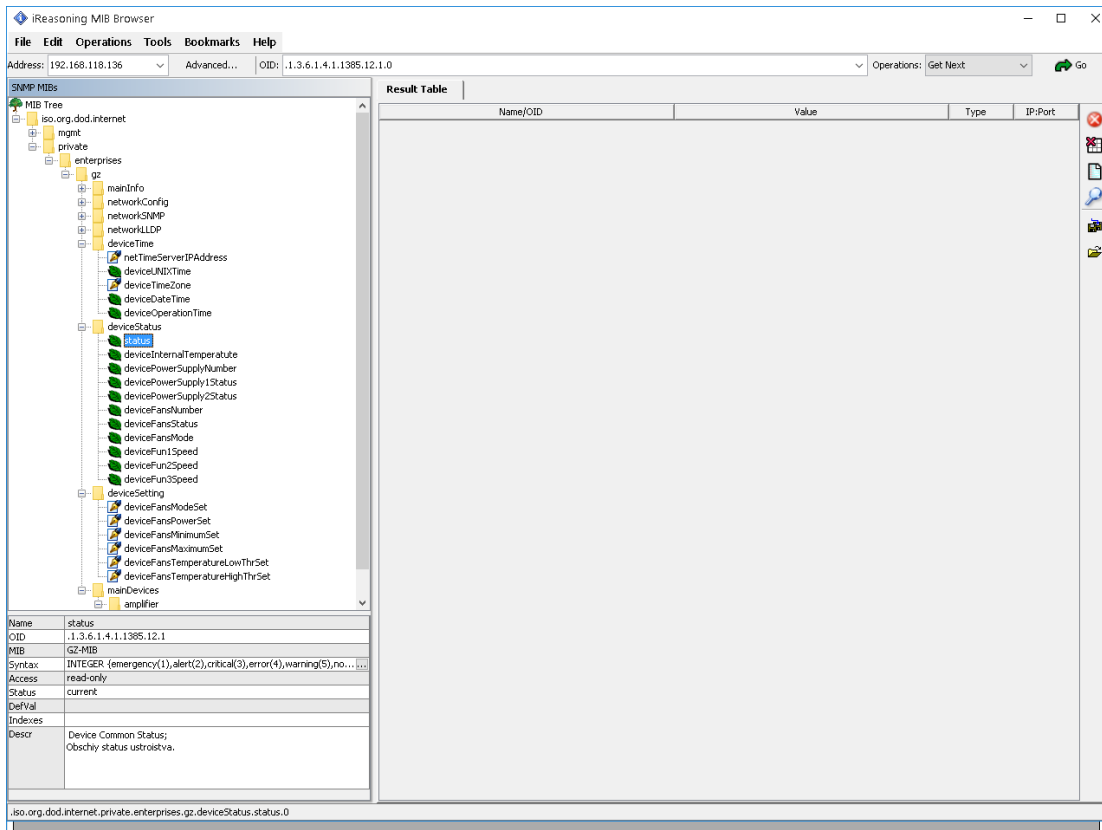 iReasoning MIB Browser
File Edit Operations Tools Bookmarks Help
Address: 192.168.118.136 Advanced... OID: .1.3.6.1.4.1.1385.12.1.0 Operations: Get Next Go
SNMP MIBs
MIB Tree
iso.org.dod.internet
mgmt
private
enterprises
gz
mainInfo
networkConfig
networkSNMP
networkLLDP
deviceTime
netTimeServerIPAddress
deviceUNIXTime
deviceTimeZone
deviceDateTime
deviceOperationTime
deviceStatus
status
deviceInternalTemperatute
devicePowerSupplyNumber
devicePowerSupply1Status
devicePowerSupply2Status
deviceFansNumber
deviceFansStatus
deviceFansMode
deviceFun1Speed
deviceFun2Speed
deviceFun3Speed
deviceSetting
deviceFansModeSet
deviceFansPowerSet
deviceFansMinimumSet
deviceFansMaximumSet
deviceFansTemperatureLowThrSet
deviceFansTemperatureHighThrSet
mainDevices
amplifier
Name status
OID .1.3.6.1.4.1.1385.12.1
MIB GZ-MIB
Syntax INTEGER {emergency(1),alert(2),critical(3),error(4),warning(5),no... ...
Access read-only
Status current
DefVal
Indexes
Descr Device Common Status;
Obschiy status ustroistva.
Result Table
Name/OID Value Type IP:Port
.iso.org.dod.internet.private.enterprises.gz.deviceStatus.status.0